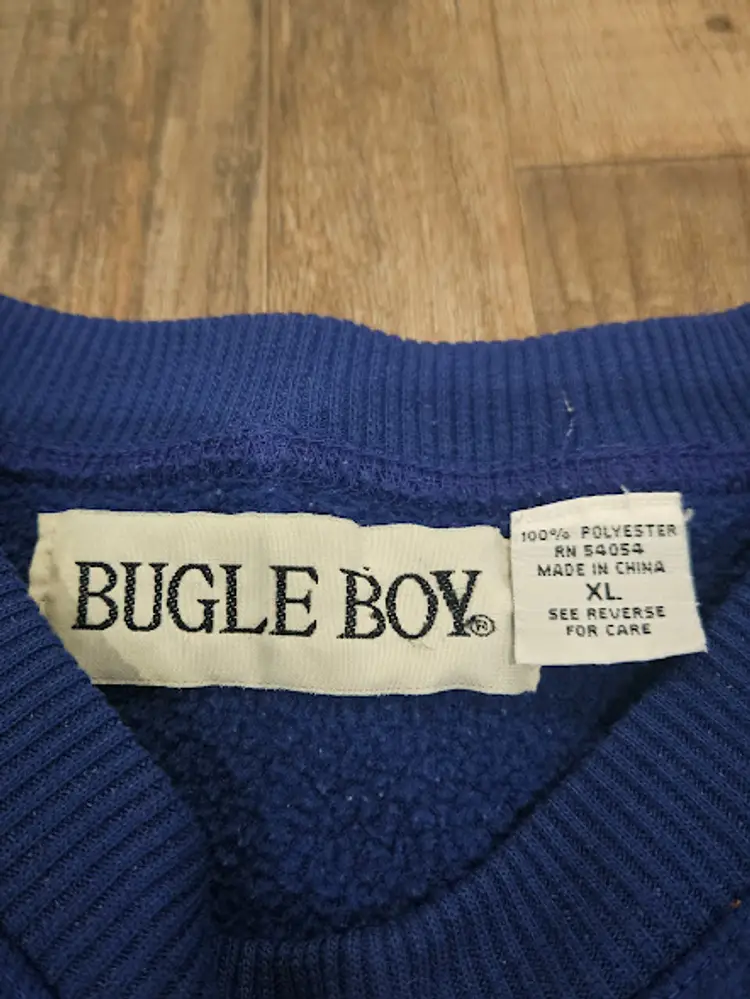 BUGLE BOY®
100% POLYESTER
RN 54054
MADE IN CHINA
XL
SEE REVERSE
FOR CARE